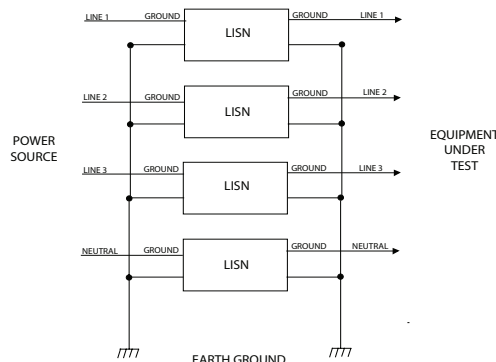 LINE 1 GROUND LISN GROUND LINE 1
LINE 2 GROUND LISN GROUND LINE 2
POWER SOURCE
EQUIPMENT UNDER TEST
LINE 3 GROUND LISN GROUND LINE 3
NEUTRAL GROUND LISN GROUND NEUTRAL
EARTH GROUND